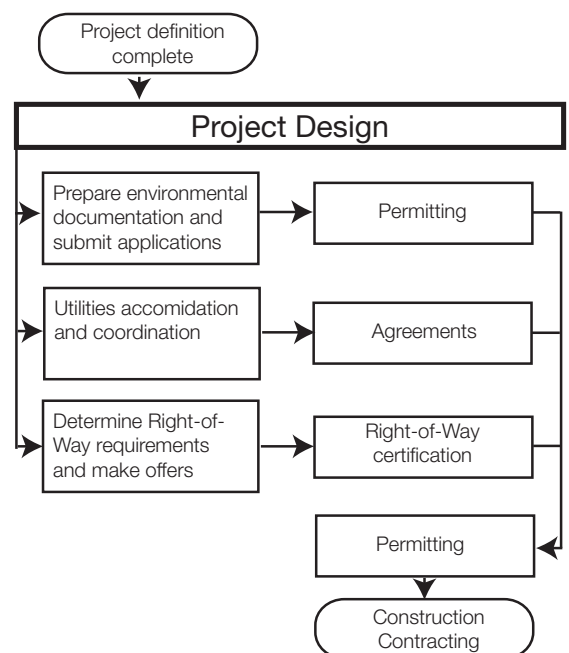 Project definition
complete
Project Design
Prepare environmental
documentation and
submit applications
Permitting
Utilities accomidation
and coordination
Agreements
Determine Right-of-
Way requirements
and make offers
Right-of-Way
certification
Permitting
Construction
Contracting